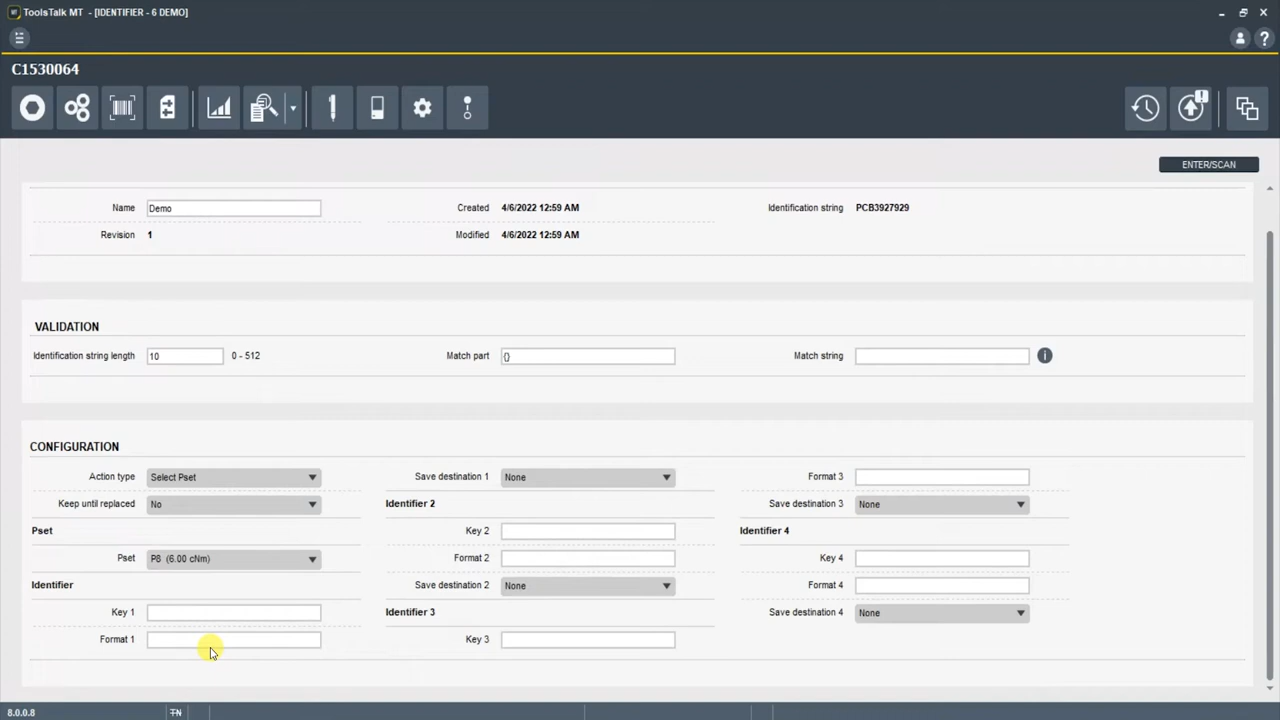 ToolsTalk MT - [IDENTIFIER - 6 DEMO]
C1530064
ENTER/SCAN
Name Demo Created 4/6/2022 12:59 AM Identification string PCB3927929
Revision 1 Modified 4/6/2022 12:59 AM
VALIDATION
Identification string length 10 0 - 512 Match part {} Match string
CONFIGURATION
Action type Select Pset Save destination 1 None Format 3
Keep until replaced No Identifier 2 Save destination 3 None
Pset Key 2 Identifier 4
Pset P6 (6.00 cNm) Format 2 Key 4
Identifier Save destination 2 None Format 4
Key 1 Identifier 3 Save destination 4 None
Format 1 Key 3
8.0.0.8 TN